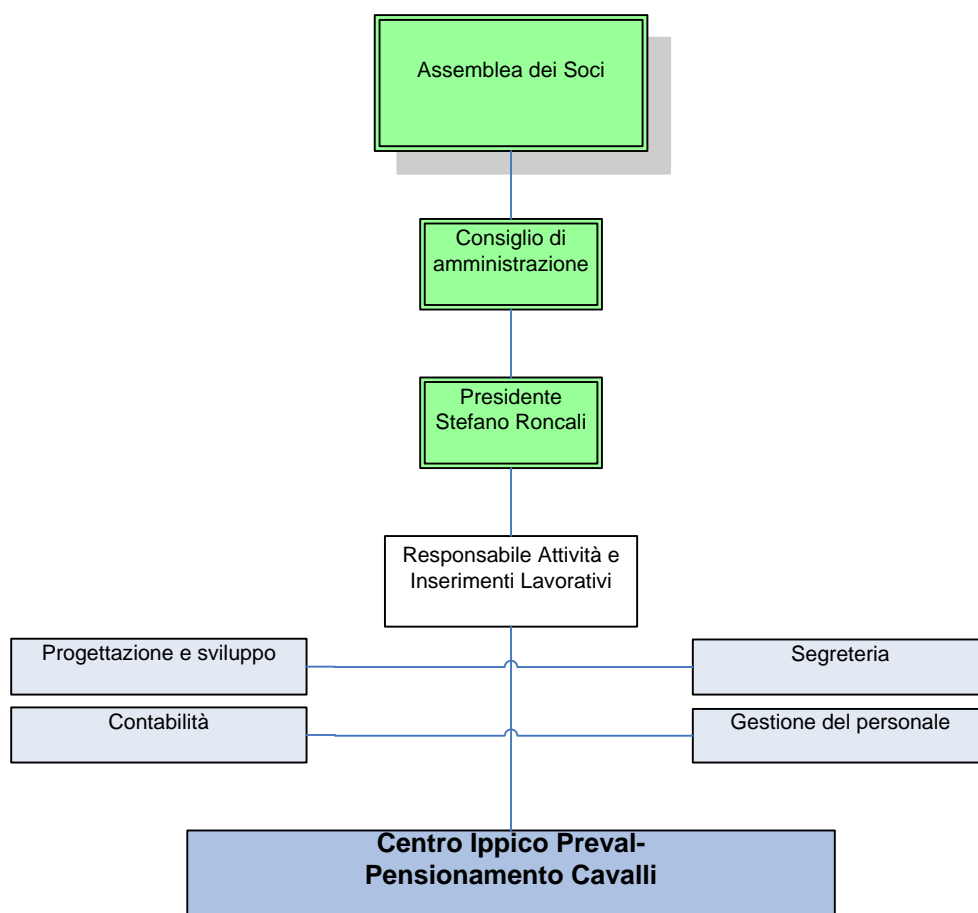 Assemblea dei Soci
Consiglio di
amministrazione
Presidente
Stefano Roncali
Responsabile Attività e
Inserimenti Lavorativi
Progettazione e sviluppo
Segreteria
Contabilità
Gestione del personale
Centro Ippico Preval-
Pensionamento Cavalli